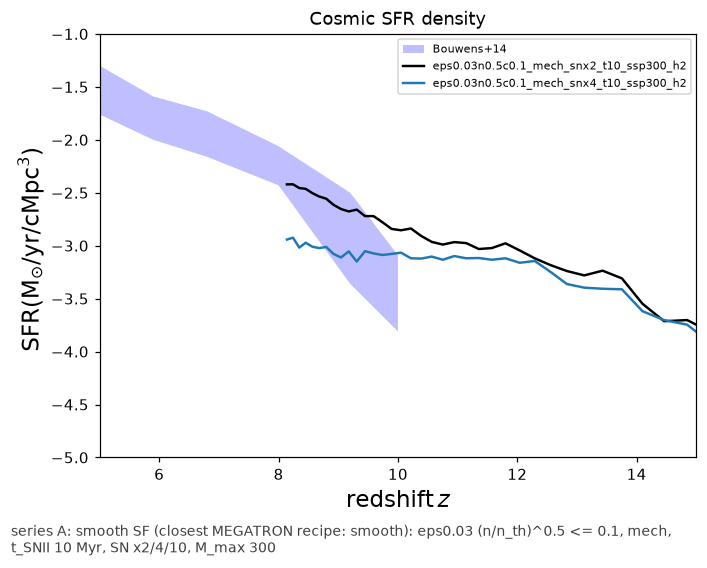 Cosmic SFR density
Bouwens+14
eps0.03n0.5c0.1_mech_snx2_t10_ssp300_h2
eps0.03n0.5c0.1_mech_snx4_t10_ssp300_h2
−1.0
−1.5
−2.0
−2.5
−3.0
−3.5
−4.0
−4.5
−5.0
SFR(M⊙/yr/cMpc³)
6 8 10 12 14
redshift z
series A: smooth SF (closest MEGATRON recipe: smooth): eps0.03 (n/n_th)^0.5 <= 0.1, mech,
t_SNII 10 Myr, SN x2/4/10, M_max 300